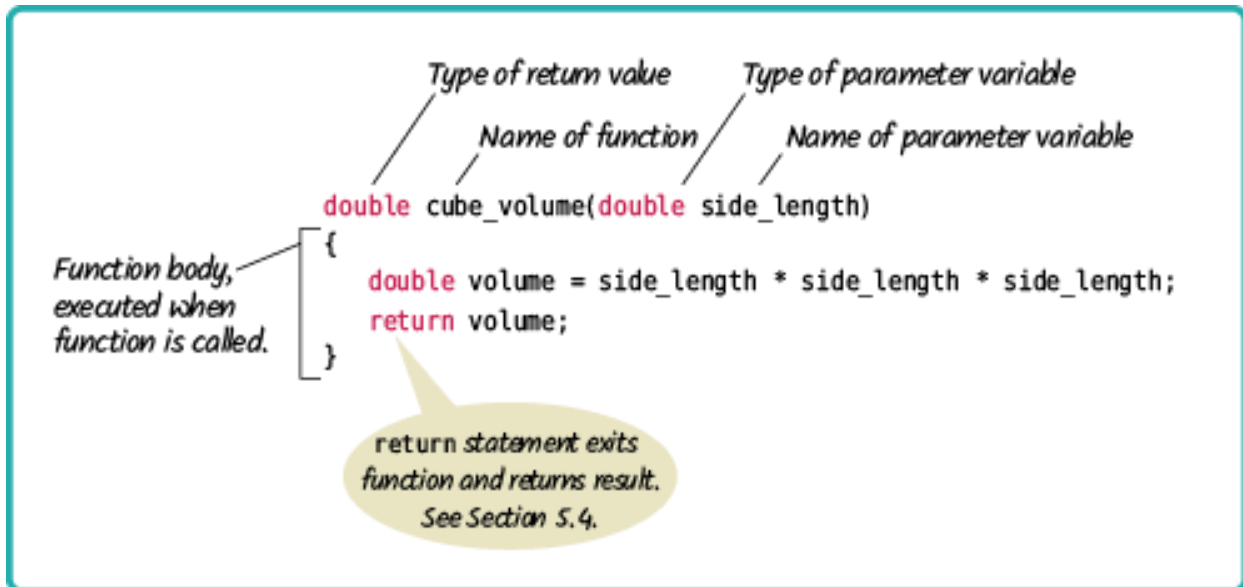 Type of return value Type of parameter variable
Name of function Name of parameter variable
double cube_volume(double side_length)
{
Function body,
executed when
function is called.
double volume = side_length * side_length * side_length;
return volume;
}
return statement exits
function and returns result.
See Section 5.4.